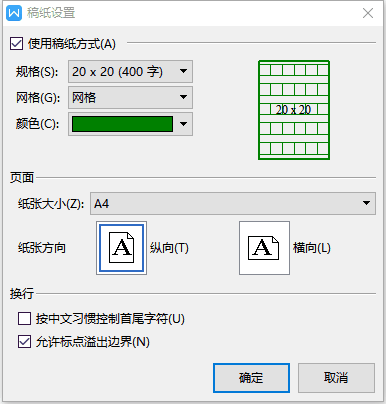 稿纸设置
使用稿纸方式(A)
规格(S): 20 x 20 (400 字)
网格(G): 网格
颜色(C):
20 x 20
页面
纸张大小(Z): A4
纸张方向 A 纵向(T) A 横向(L)
换行
按中文习惯控制首尾字符(U)
允许标点溢出边界(N)
确定 取消